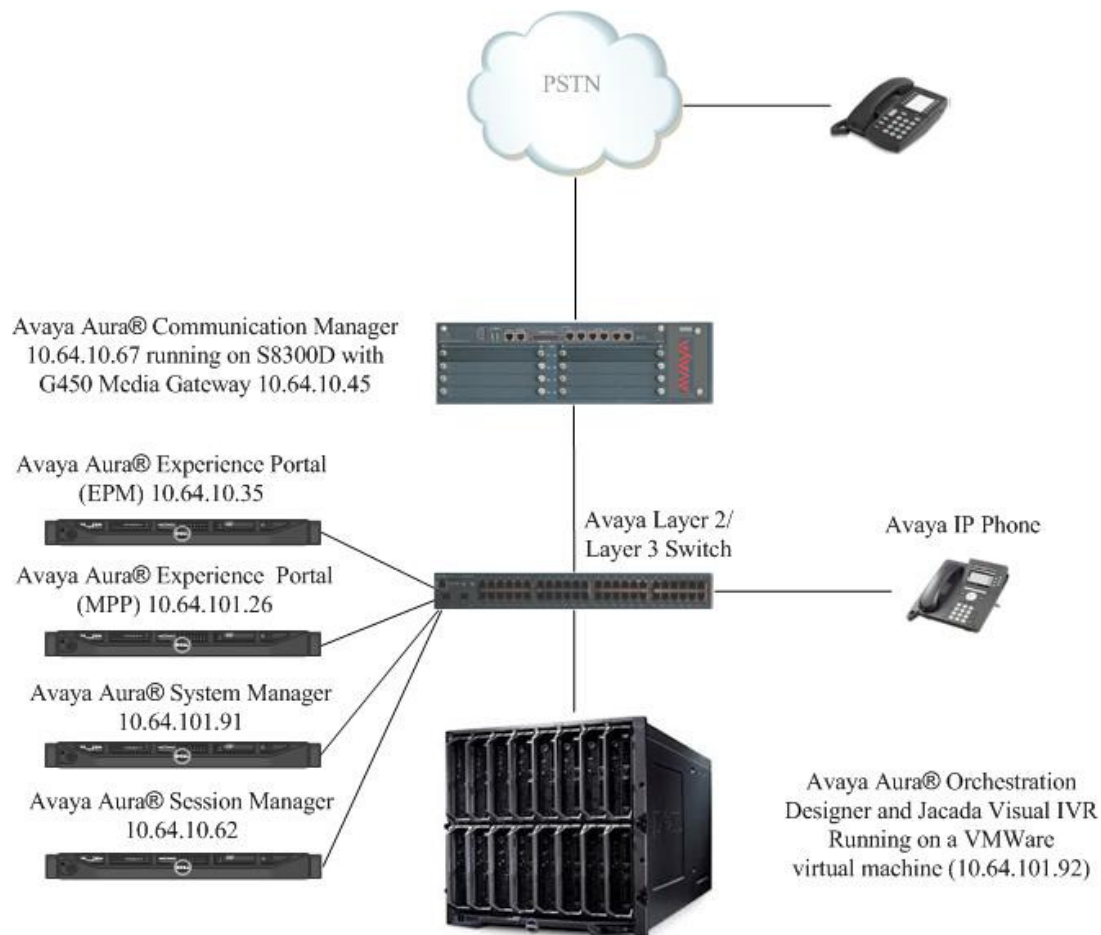 PSTN
Avaya Aura® Communication Manager
10.64.10.67 running on S8300D with
G450 Media Gateway 10.64.10.45
AVAYA
Avaya Aura® Experience Portal
(EPM) 10.64.10.35
Avaya Layer 2/
Layer 3 Switch
Avaya IP Phone
Avaya Aura® Experience Portal
(MPP) 10.64.101.26
Avaya Aura® System Manager
10.64.101.91
Avaya Aura® Session Manager
10.64.10.62
Avaya Aura® Orchestration
Designer and Jacada Visual IVR
Running on a VMWare
virtual machine (10.64.101.92)